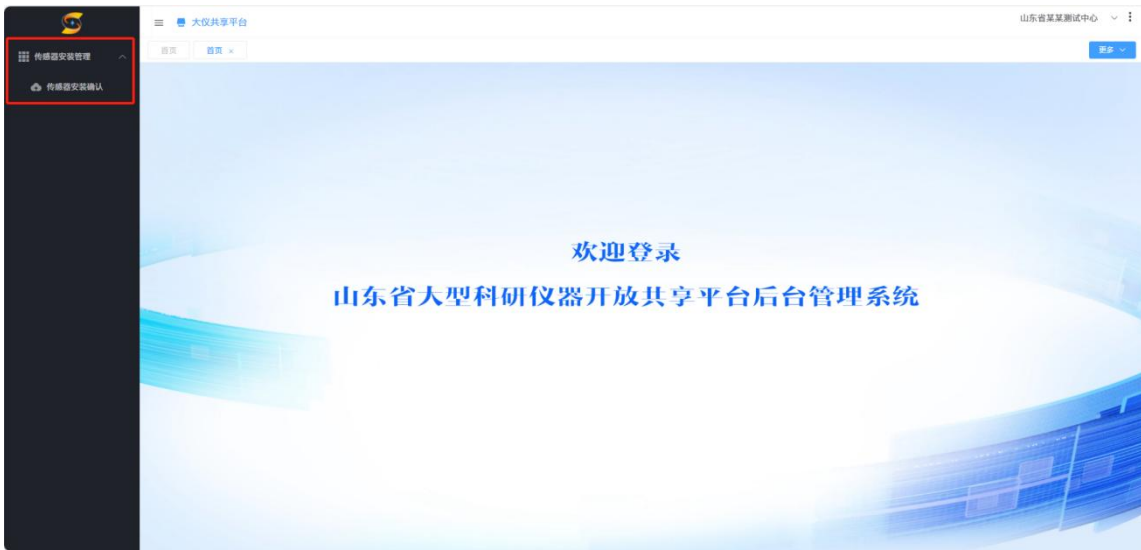 大仪共享平台
山东省某某测试中心
传感器安装管理
首页
首页 ×
更多
传感器安装确认
欢迎登录
山东省大型科研仪器开放共享平台后台管理系统